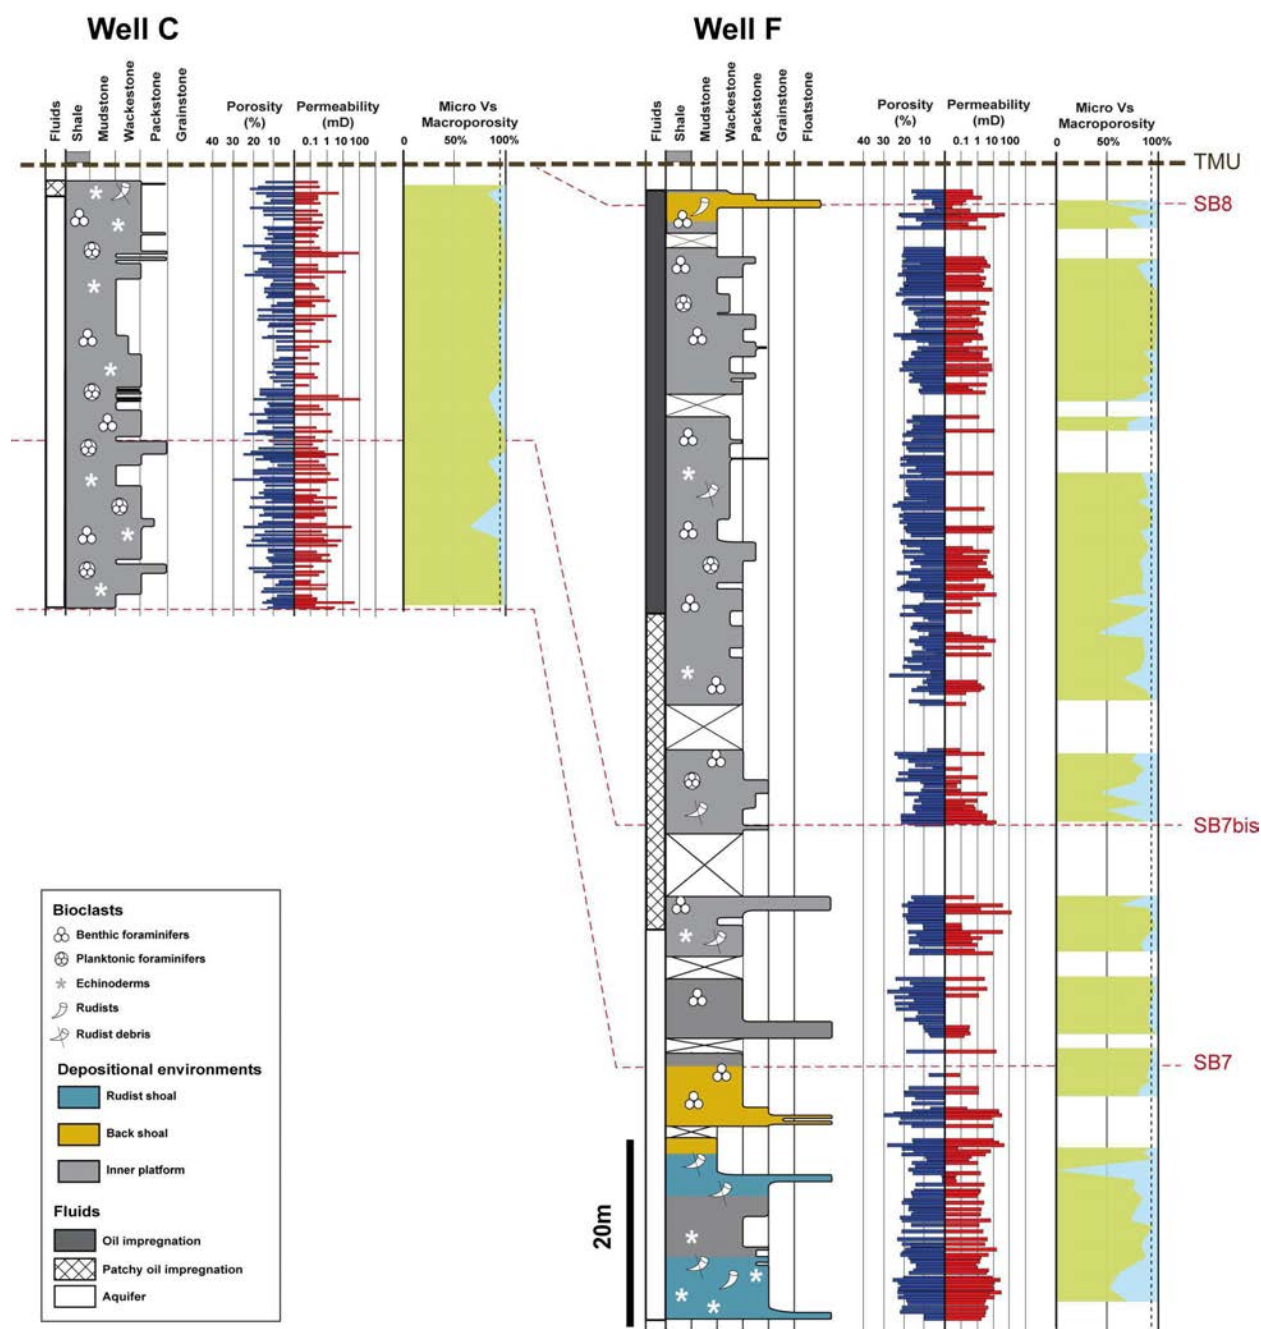 Well C
Well F
Fluids
Shale
Mudstone
Wackestone
Packstone
Grainstone
Porosity
(%)
40 30 20 10
Permeability
(mD)
0.1 1 10 100
Micro Vs
Macroporosity
0 50% 100%
Fluids
Shale
Mudstone
Wackestone
Packstone
Grainstone
Floatstone
Porosity
(%)
40 30 20 10
Permeability
(mD)
0.1 1 10 100
Micro Vs
Macroporosity
0 50% 100%
TMU
SB8
SB7bis
SB7
20m
Bioclasts
Benthic foraminifers
Planktonic foraminifers
Echinoderms
Rudists
Rudist debris
Depositional environments
Rudist shoal
Back shoal
Inner platform
Fluids
Oil impregnation
Patchy oil impregnation
Aquifer